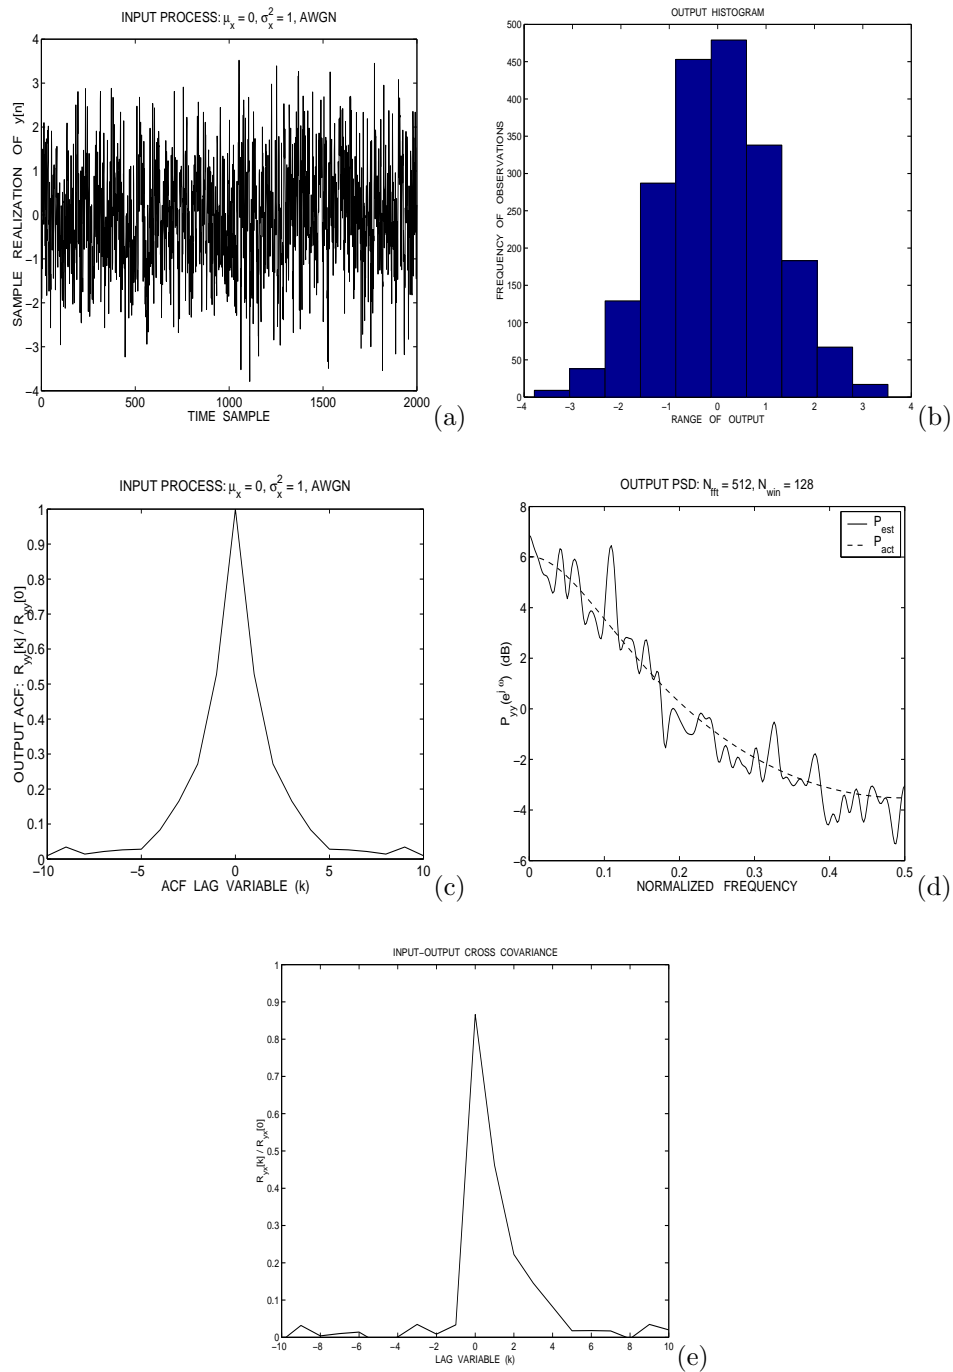 INPUT PROCESS: μx = 0, σx² = 1, AWGN
SAMPLE REALIZATION OF y[n]
4
3
2
1
0
−1
−2
−3
−4
0 500 1000 1500 2000
TIME SAMPLE
(a)
OUTPUT HISTOGRAM
FREQUENCY OF OBSERVATIONS
500
450
400
350
300
250
200
150
100
50
0
−4 −3 −2 −1 0 1 2 3 4
RANGE OF OUTPUT
(b)
INPUT PROCESS: μx = 0, σx² = 1, AWGN
OUTPUT ACF: Ryy[k] / Ryy[0]
1
0.9
0.8
0.7
0.6
0.5
0.4
0.3
0.2
0.1
0
−10 −5 0 5 10
ACF LAG VARIABLE (k)
(c)
OUTPUT PSD: Nfft = 512, Nwin = 128
Pyy(e^jω) (dB)
8
6
4
2
0
−2
−4
−6
Pest
Pact
0 0.1 0.2 0.3 0.4 0.5
NORMALIZED FREQUENCY
(d)
INPUT−OUTPUT CROSS COVARIANCE
Ryx[k] / Ryx[0]
1
0.9
0.8
0.7
0.6
0.5
0.4
0.3
0.2
0.1
0
−10 −8 −6 −4 −2 0 2 4 6 8 10
LAG VARIABLE (k)
(e)